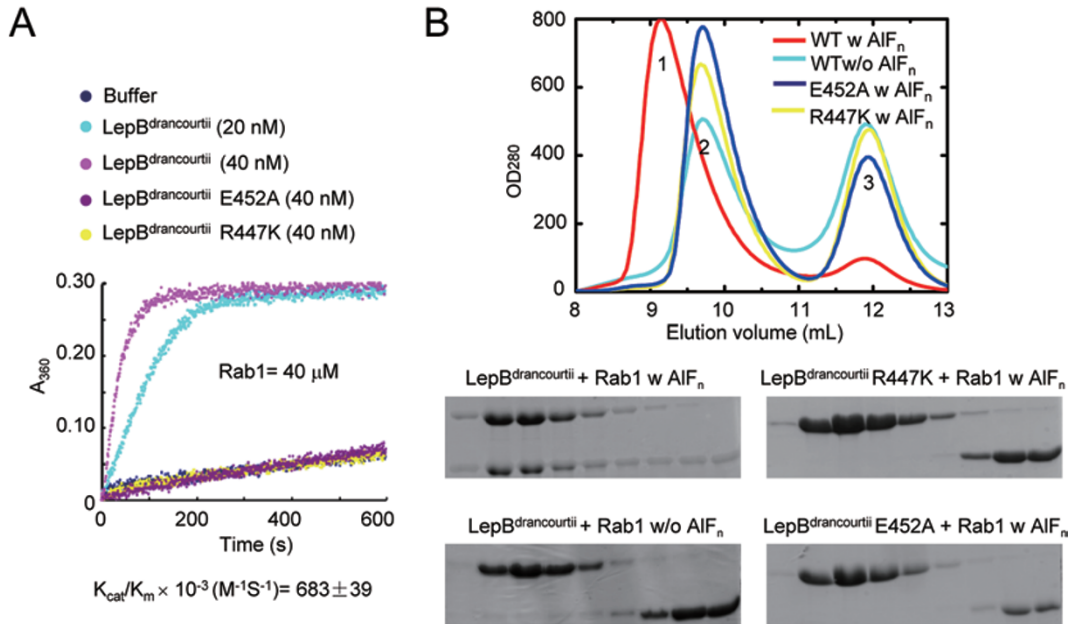 A
Buffer
LepBdrancourtii (20 nM)
LepBdrancourtii (40 nM)
LepBdrancourtii E452A (40 nM)
LepBdrancourtii R447K (40 nM)
0.30
0.20
0.10
0
A360
Rab1= 40 μM
0 200 400 600
Time (s)
Kcat/Km × 10-3 (M-1S-1)= 683±39
B
800
600
400
200
0
OD280
1
2
3
WT w AlFn
WTw/o AlFn
E452A w AlFn
R447K w AlFn
8 9 10 11 12 13
Elution volume (mL)
LepBdrancourtii + Rab1 w AlFn
LepBdrancourtii R447K + Rab1 w AlFn
LepBdrancourtii + Rab1 w/o AlFn
LepBdrancourtii E452A + Rab1 w AlFn